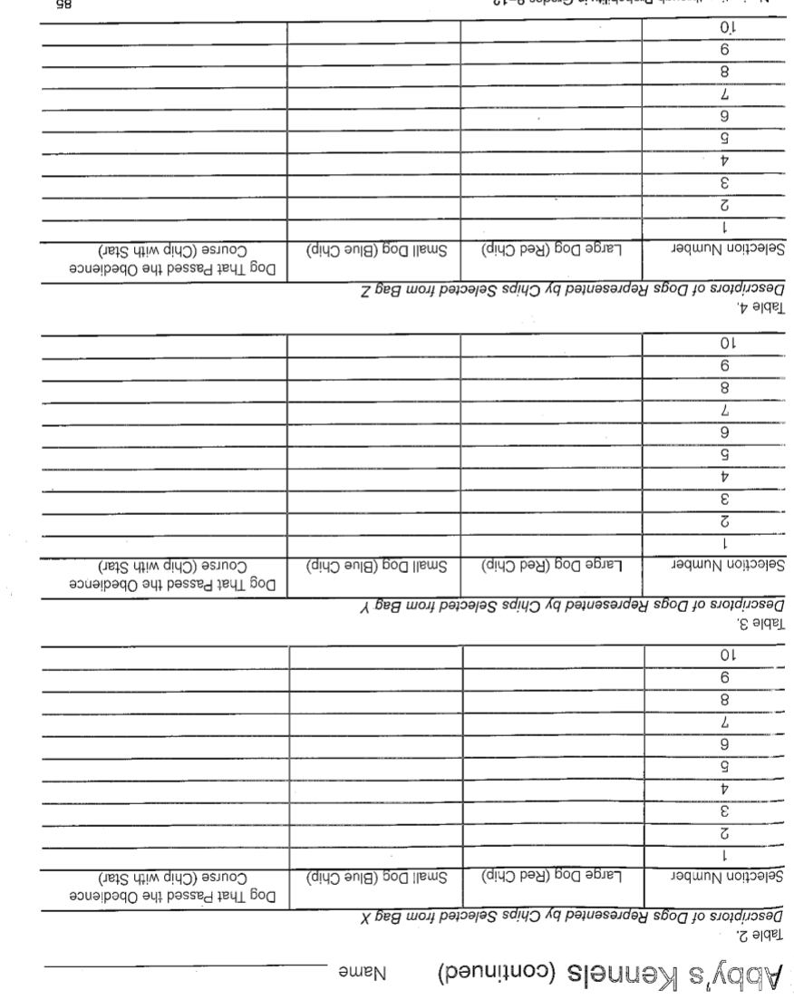 Abby's Kennels (continued) Name
Table 2.
Descriptors of Dogs Represented by Chips Selected from Bag X
Selection Number Large Dog (Red Chip) Small Dog (Blue Chip) Dog That Passed the Obedience
Course (Chip with Star)
1
2
3
4
5
6
7
8
9
10
Table 3.
Descriptors of Dogs Represented by Chips Selected from Bag Y
Selection Number Large Dog (Red Chip) Small Dog (Blue Chip) Dog That Passed the Obedience
Course (Chip with Star)
1
2
3
4
5
6
7
8
9
10
Table 4.
Descriptors of Dogs Represented by Chips Selected from Bag Z
Selection Number Large Dog (Red Chip) Small Dog (Blue Chip) Dog That Passed the Obedience
Course (Chip with Star)
1
2
3
4
5
6
7
8
9
10
through Probability in Grades 9–12 85